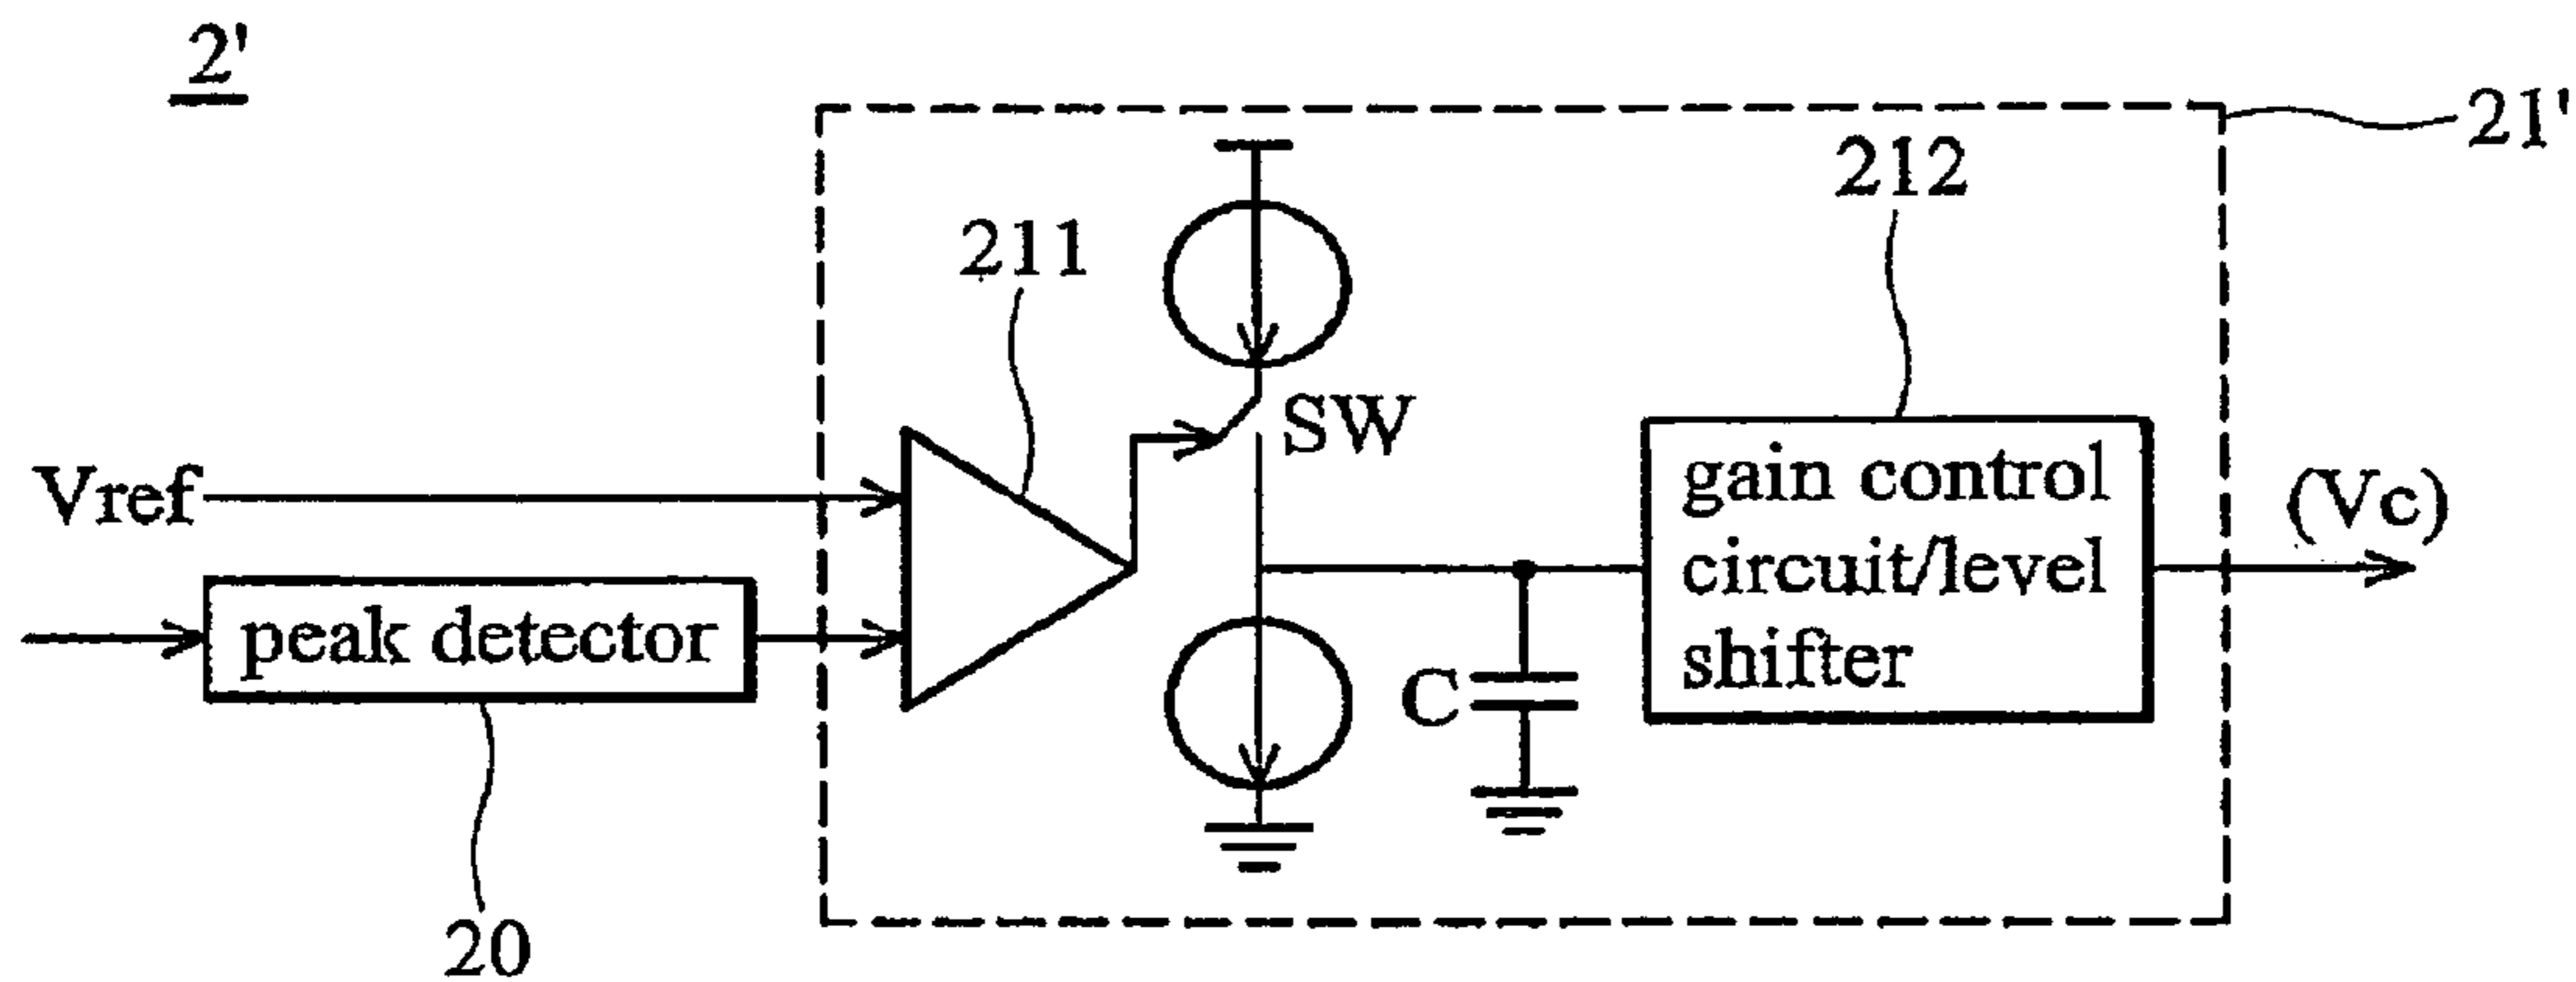 2'
21'
212
211
SW
Vref
gain control
circuit/level
shifter
(Vc)
peak detector
C
20